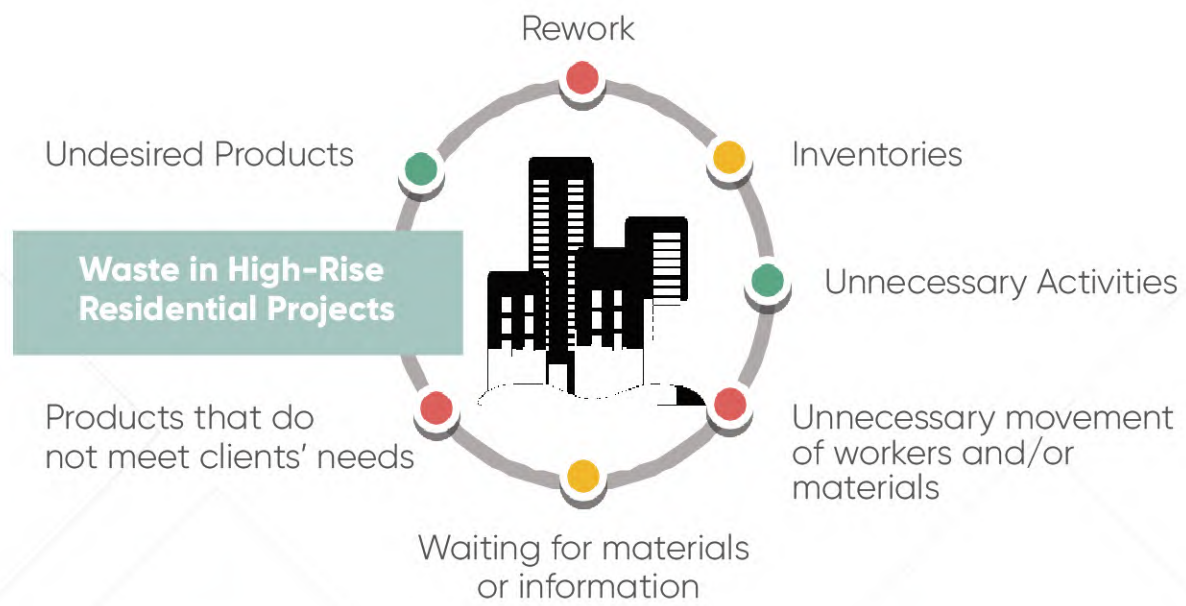 Rework
Undesired Products
Inventories
Waste in High-Rise
Residential Projects
Unnecessary Activities
Products that do
not meet clients’ needs
Unnecessary movement
of workers and/or
materials
Waiting for materials
or information